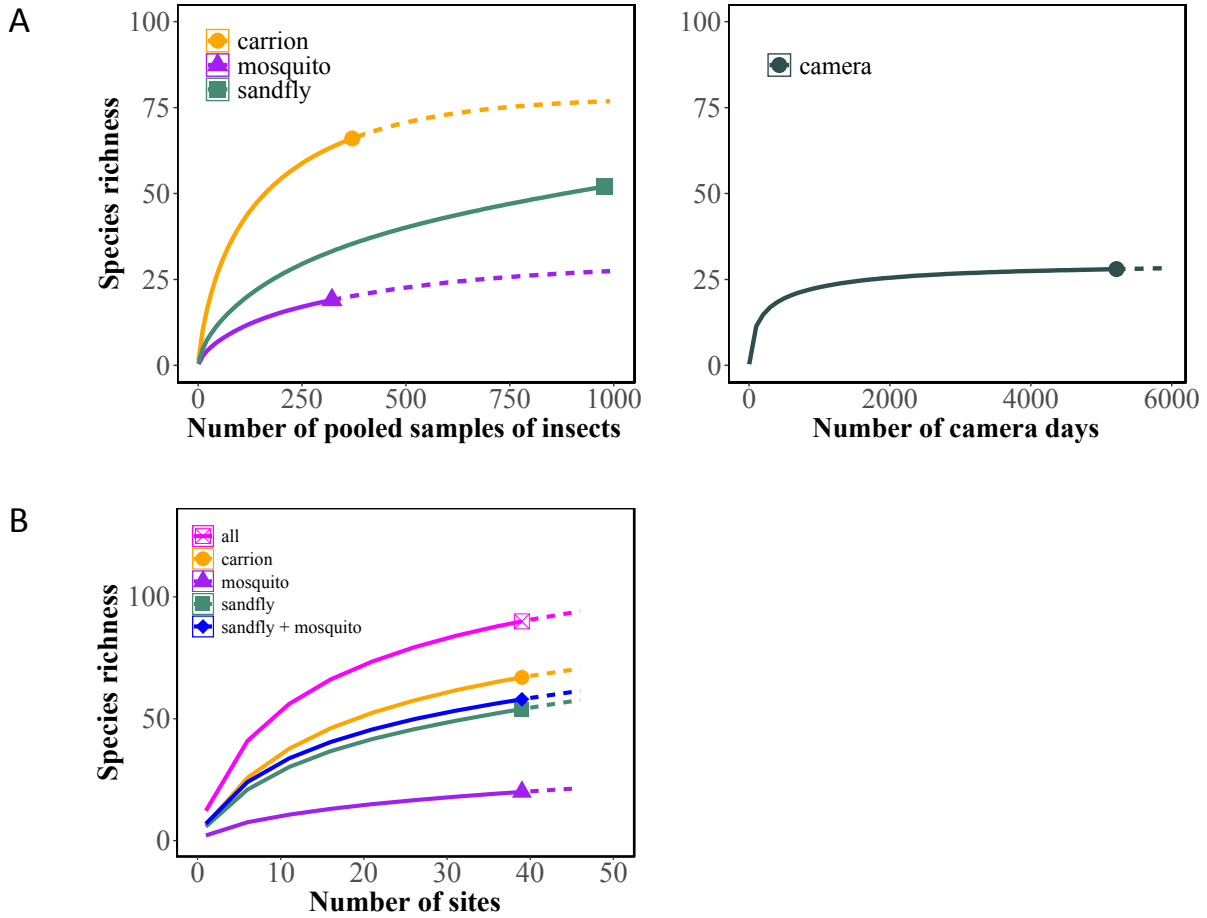 A
Species richness
100
75
50
25
0
carrion
mosquito
sandfly
0 250 500 750 1000
Number of pooled samples of insects
100
75
50
25
0
camera
0 2000 4000 6000
Number of camera days
B
Species richness
100
50
0
all
carrion
mosquito
sandfly
sandfly + mosquito
0 10 20 30 40 50
Number of sites